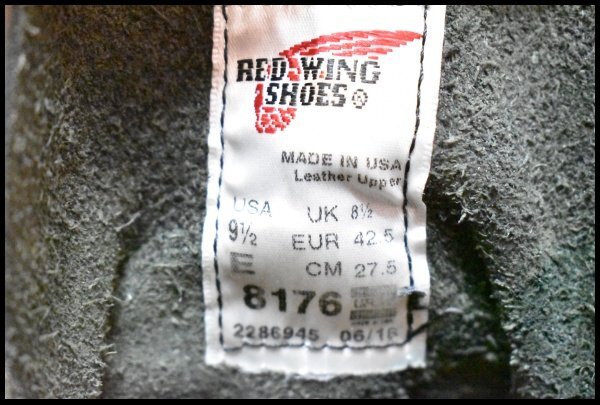 RED WING
SHOES®
MADE IN USA
Leather Upper
USA UK 8½
9½ EUR 42.5
E CM 27.5
8176
2286945 06/16